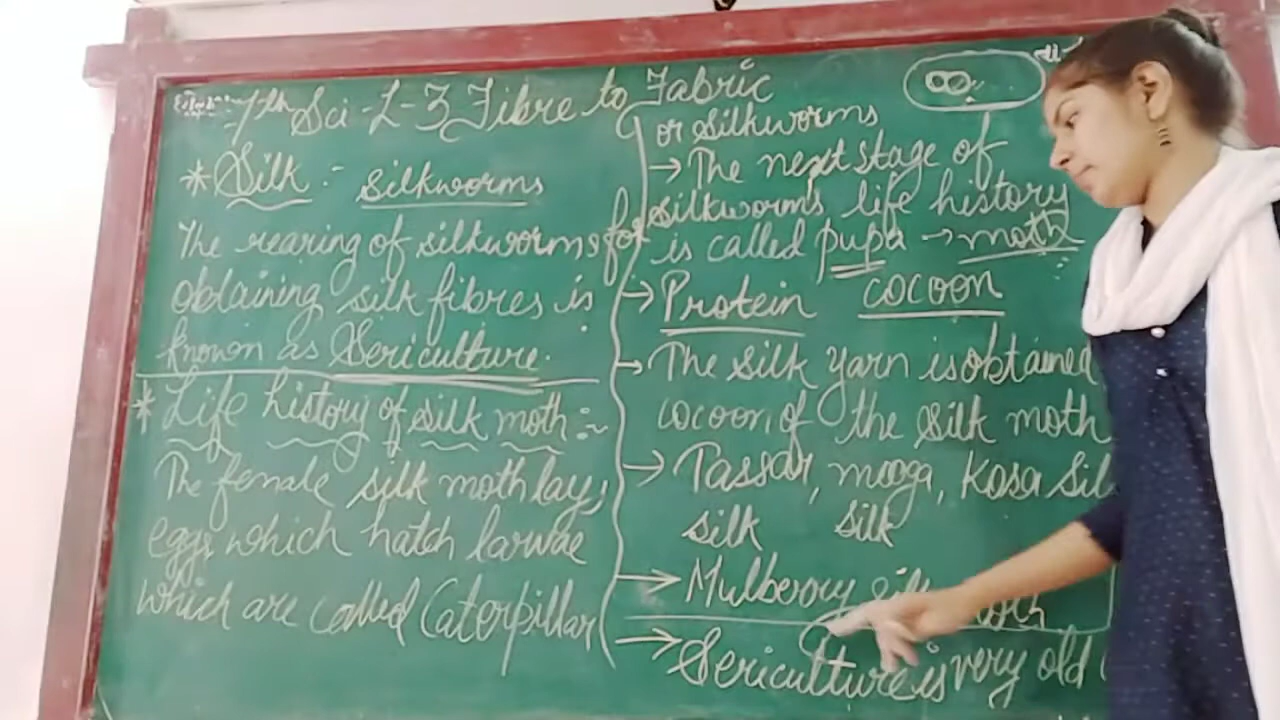 7th Sci-L-3 Fibre to Fabric
* Silk :- silkworms
The rearing of silkworms for
obtaining silk fibres is
known as Sericulture.
* Life history of silk moth :-
The female silk moth lay,
eggs, which hatch larvae
which are called Caterpillar
or silkworms
→ The next stage of
silkworms life history
is called pupa → moth
→ Protein cocoon
→ The silk yarn is obtained
cocoon of the silk moth
→ Tassar, mooga, Kosa Sil
silk silk
→ Mulberry
→ Sericulture is very old